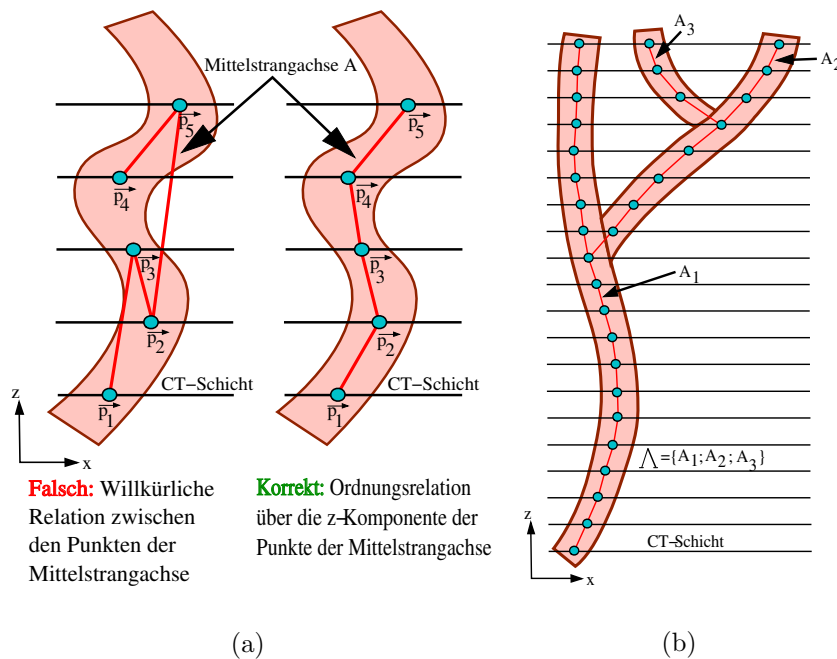 Mittelstrangachse A
p5
p4
p3
p2
p1
CT-Schicht
z
x
p5
p4
p3
p2
p1
CT-Schicht
Falsch: Willkürliche
Relation zwischen
den Punkten der
Mittelstrangachse
Korrekt: Ordnungsrelation
über die z-Komponente der
Punkte der Mittelstrangachse
(a)
A3
A2
A1
Λ={A1;A2;A3}
CT-Schicht
z
x
(b)